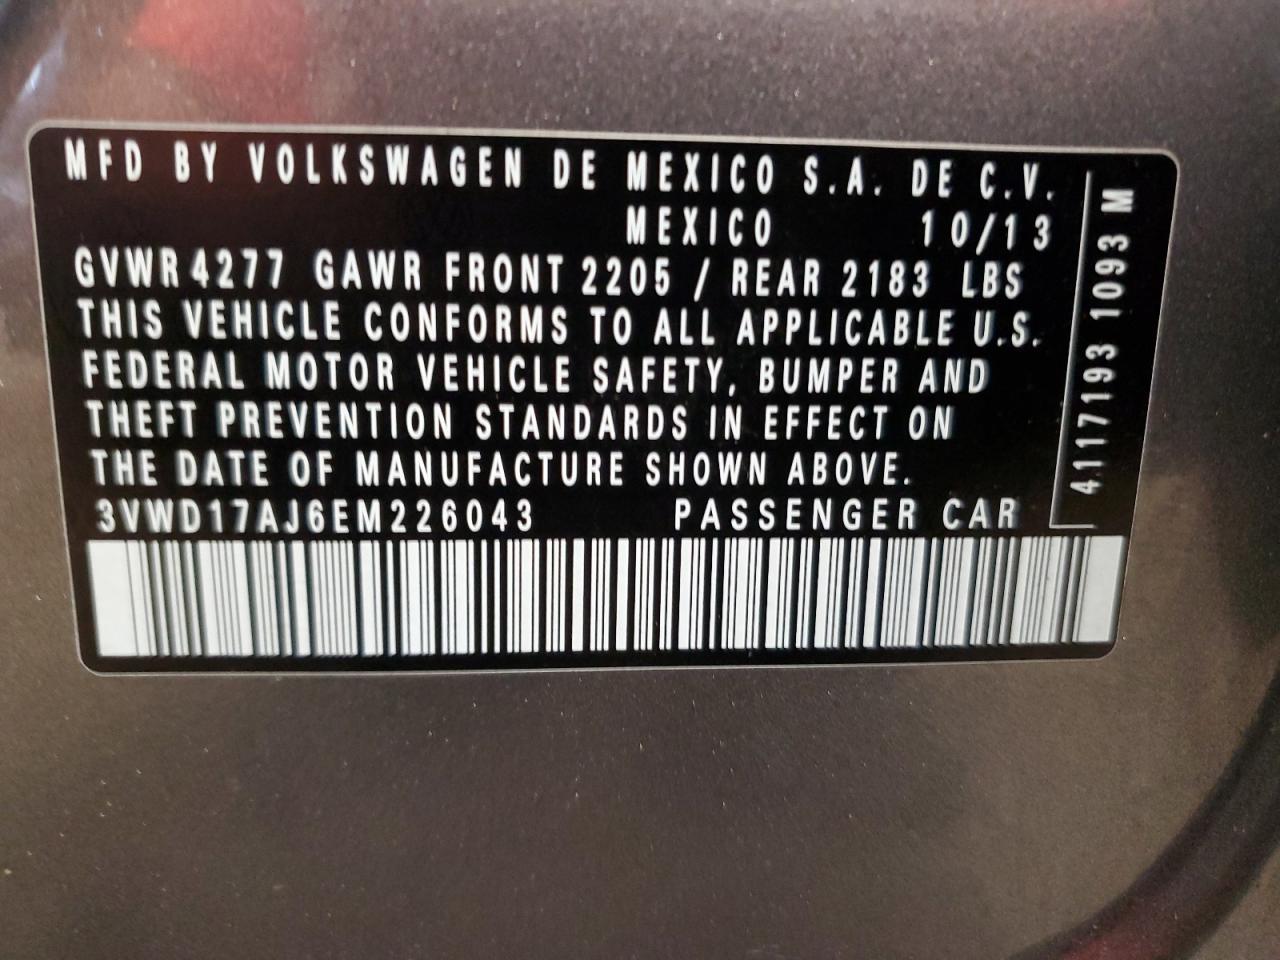 MFD BY VOLKSWAGEN DE MEXICO S.A. DE C.V.
MEXICO 10/13
GVWR 4277 GAWR FRONT 2205 / REAR 2183 LBS
THIS VEHICLE CONFORMS TO ALL APPLICABLE U.S.
FEDERAL MOTOR VEHICLE SAFETY, BUMPER AND
THEFT PREVENTION STANDARDS IN EFFECT ON
THE DATE OF MANUFACTURE SHOWN ABOVE.
3VWD17AJ6EM226043 PASSENGER CAR
4117193 1093 M